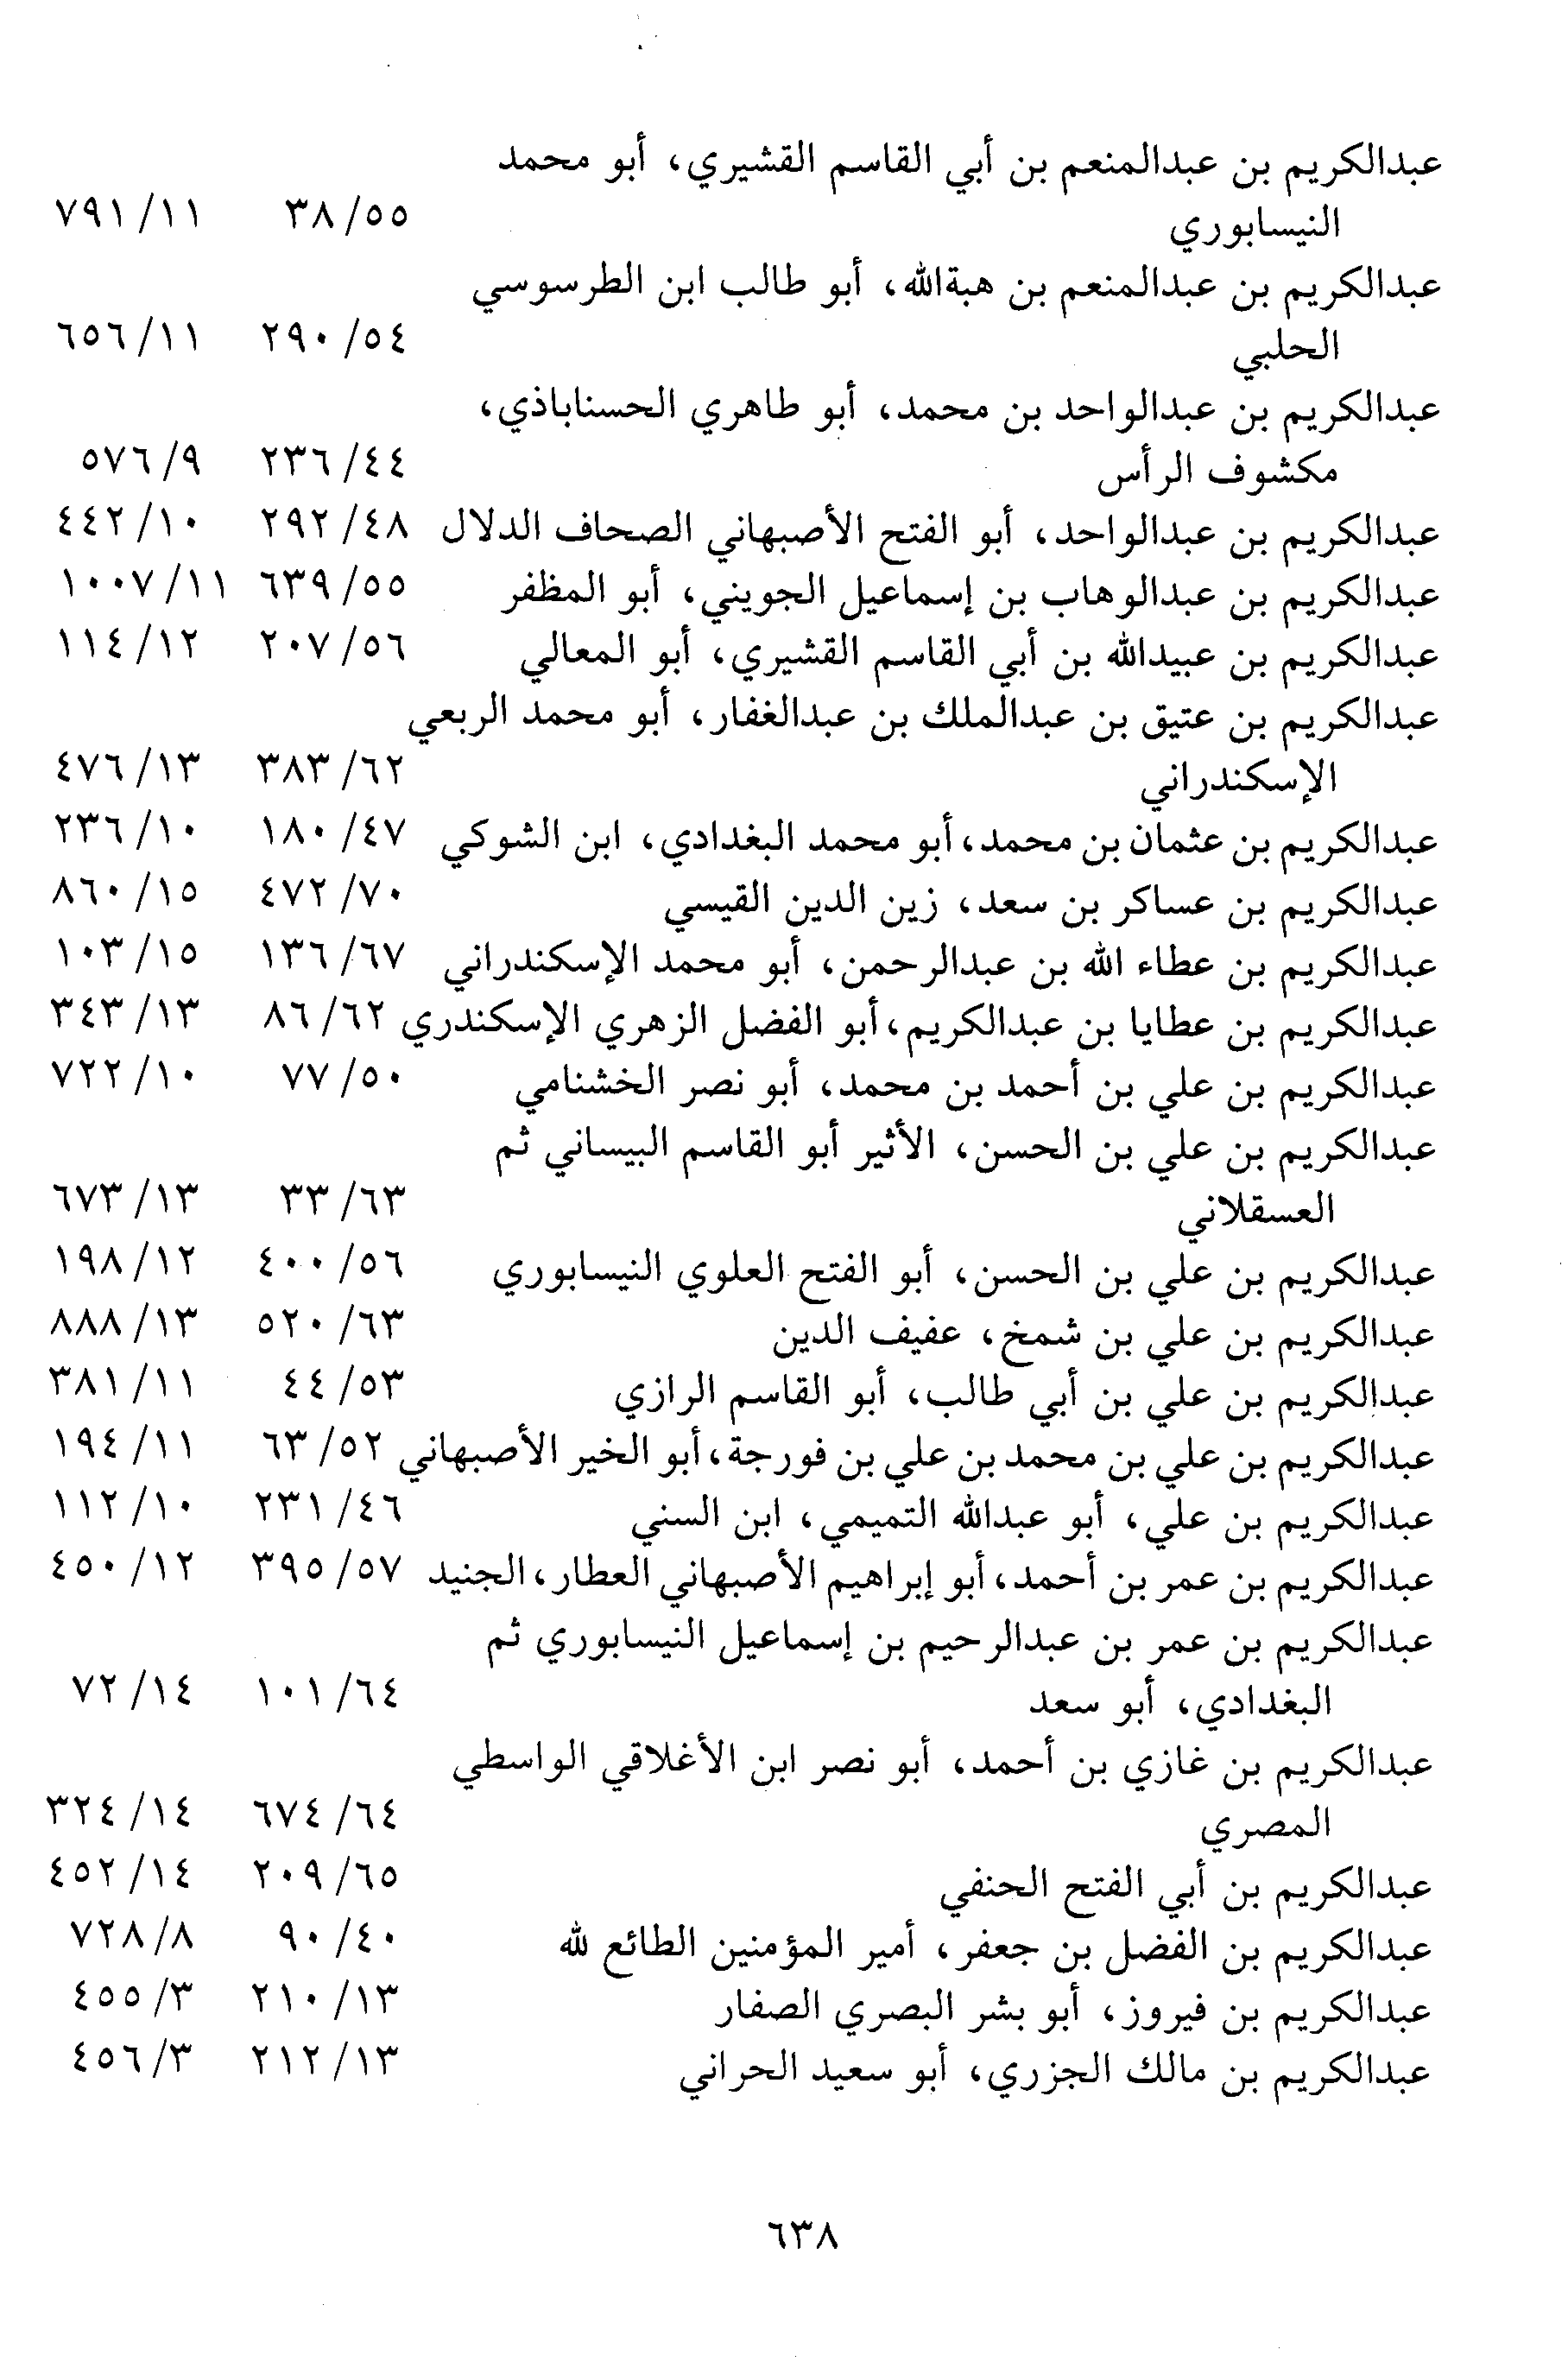 عبدالكريم بن عبدالمنعم بن أبي القاسم القشيري، أبو محمد
النيسابوري ٥٥/ ٣٨ ١١/ ٧٩١
عبدالكريم بن عبدالمنعم بن هبةالله، أبو طالب ابن الطرسوسي
الحلبي ٥٤/ ٢٩٠ ١١/ ٦٥٦
عبدالكريم بن عبدالواحد بن محمد، أبو طاهري الحسناباذي،
مكشوف الرأس ٤٤/ ٢٣٦ ٩/ ٥٧٦
عبدالكريم بن عبدالواحد، أبو الفتح الأصبهاني الصحاف الدلال ٤٨/ ٢٩٢ ١٠/ ٤٤٢
عبدالكريم بن عبدالوهاب بن إسماعيل الجويني، أبو المظفر ٥٥/ ٦٣٩ ١١/ ١٠٠٧
عبدالكريم بن عبيدالله بن أبي القاسم القشيري، أبو المعالي ٥٦/ ٢٠٧ ١٢/ ١١٤
عبدالكريم بن عتيق بن عبدالملك بن عبدالغفار، أبو محمد الربعي
الإسكندراني ٦٢/ ٣٨٣ ١٣/ ٤٧٦
عبدالكريم بن عثمان بن محمد، أبو محمد البغدادي، ابن الشوكي ٤٧/ ١٨٠ ١٠/ ٢٣٦
عبدالكريم بن عساكر بن سعد، زين الدين القيسي ٧٠/ ٤٧٢ ١٥/ ٨٦٠
عبدالكريم بن عطاء الله بن عبدالرحمن، أبو محمد الإسكندراني ٦٧/ ١٣٦ ١٥/ ١٠٣
عبدالكريم بن عطايا بن عبدالكريم، أبو الفضل الزهري الإسكندري ٦٢/ ٨٦ ١٣/ ٣٤٣
عبدالكريم بن علي بن أحمد بن محمد، أبو نصر الخشنامي ٥٠/ ٧٧ ١٠/ ٧٢٢
عبدالكريم بن علي بن الحسن، الأثير أبو القاسم البيساني ثم
العسقلاني ٦٣/ ٣٣ ١٣/ ٦٧٣
عبدالكريم بن علي بن الحسن، أبو الفتح العلوي النيسابوري ٥٦/ ٤٠٠ ١٢/ ١٩٨
عبدالكريم بن علي بن شمخ، عفيف الدين ٦٣/ ٥٢٠ ١٣/ ٨٨٨
عبدالكريم بن علي بن أبي طالب، أبو القاسم الرازي ٥٣/ ٤٤ ١١/ ٣٨١
عبدالكريم بن علي بن محمد بن علي بن فورجة، أبو الخير الأصبهاني ٥٢/ ٦٣ ١١/ ١٩٤
عبدالكريم بن علي، أبو عبدالله التميمي، ابن السني ٤٦/ ٢٣١ ١٠/ ١١٢
عبدالكريم بن عمر بن أحمد، أبو إبراهيم الأصبهاني العطار، الجنيد ٥٧/ ٣٩٥ ١٢/ ٤٥٠
عبدالكريم بن عمر بن عبدالرحيم بن إسماعيل النيسابوري ثم
البغدادي، أبو سعد ٦٤/ ١٠١ ١٤/ ٧٢
عبدالكريم بن غازي بن أحمد، أبو نصر ابن الأغلاقي الواسطي
المصري ٦٤/ ٦٧٤ ١٤/ ٣٢٤
عبدالكريم بن أبي الفتح الحنفي ٦٥/ ٢٠٩ ١٤/ ٤٥٢
عبدالكريم بن الفضل بن جعفر، أمير المؤمنين الطائع لله ٤٠/ ٩٠ ٨/ ٧٢٨
عبدالكريم بن فيروز، أبو بشر البصري الصفار ١٣/ ٢١٠ ٣/ ٤٥٥
عبدالكريم بن مالك الجزري، أبو سعيد الحراني ١٣/ ٢١٢ ٣/ ٤٥٦
٦٣٨